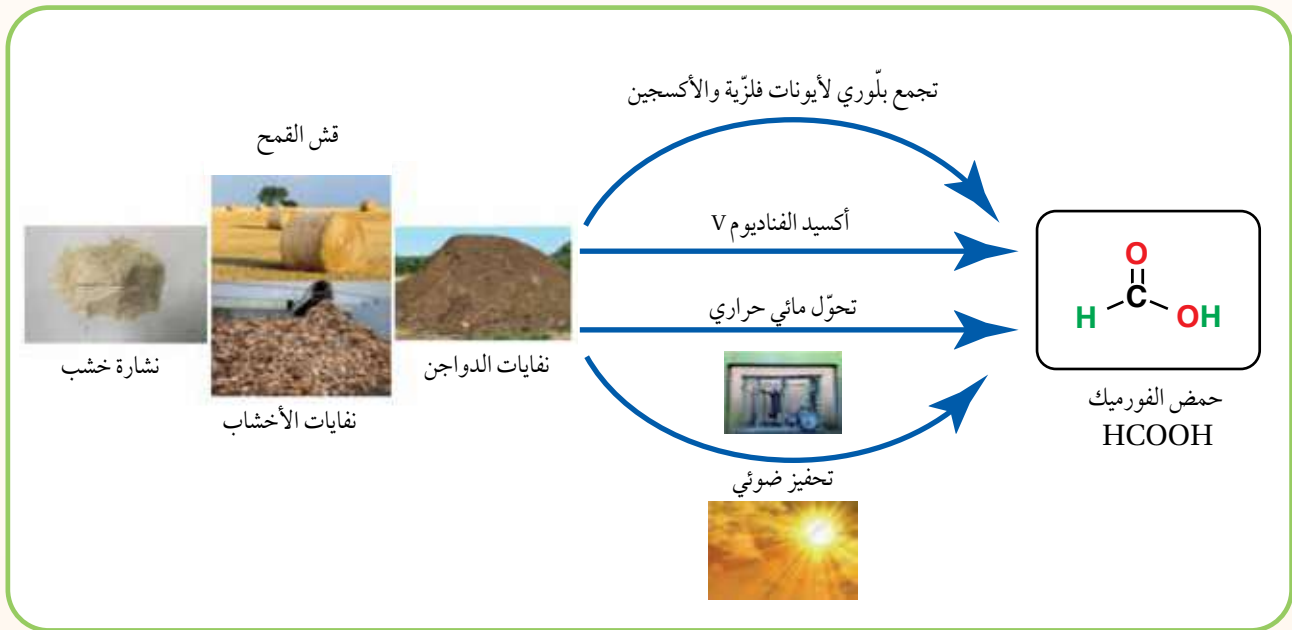 تجمع بلّوري لأيونات فلزّية والأكسجين
قش القمح
أكسيد الفناديوم V
تحوّل مائي حراري
نشارة خشب
نفايات الأخشاب
نفايات الدواجن
تحفيز ضوئي
O
C
H
OH
حمض الفورميك
HCOOH